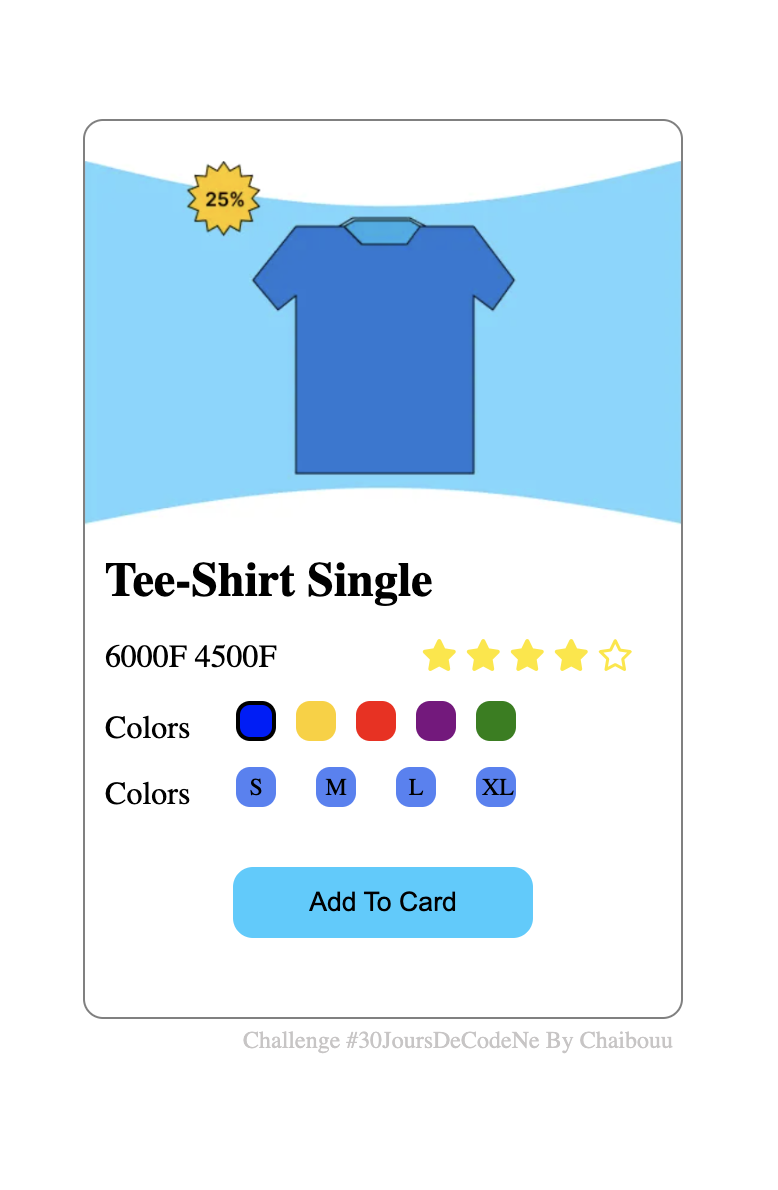 25%
Tee-Shirt Single
6000F 4500F
Colors
Colors S M L XL
Add To Card
Challenge #30JoursDeCodeNe By Chaibouu